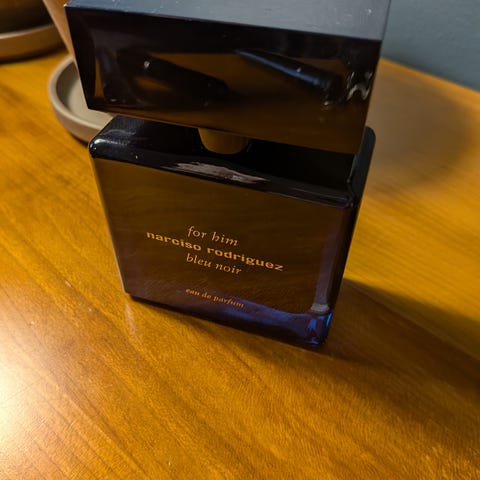 for him
narciso rodriguez
bleu noir
eau de parfum